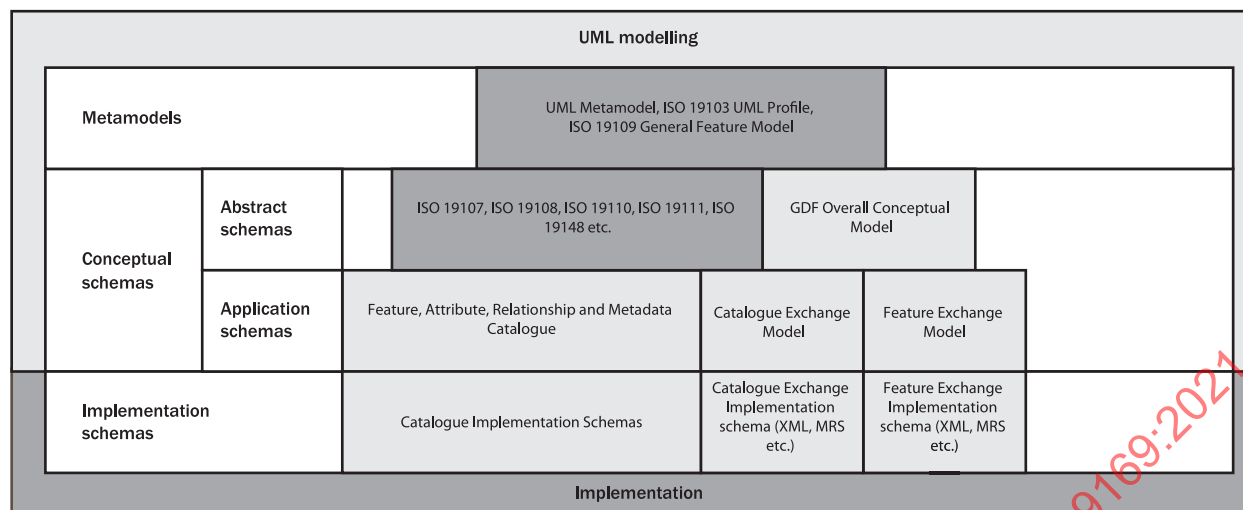 UML modelling
Metamodels
UML Metamodel, ISO 19103 UML Profile,
ISO 19109 General Feature Model
Conceptual
schemas
Abstract
schemas
ISO 19107, ISO 19108, ISO 19110, ISO 19111, ISO
19148 etc.
GDF Overall Conceptual
Model
Application
schemas
Feature, Attribute, Relationship and Metadata
Catalogue
Catalogue Exchange
Model
Feature Exchange
Model
Implementation
schemas
Catalogue Implementation Schemas
Catalogue Exchange
Implementation
schema (XML, MRS
etc.)
Feature Exchange
Implementation
schema (XML, MRS
etc.)
Implementation
9169:2021